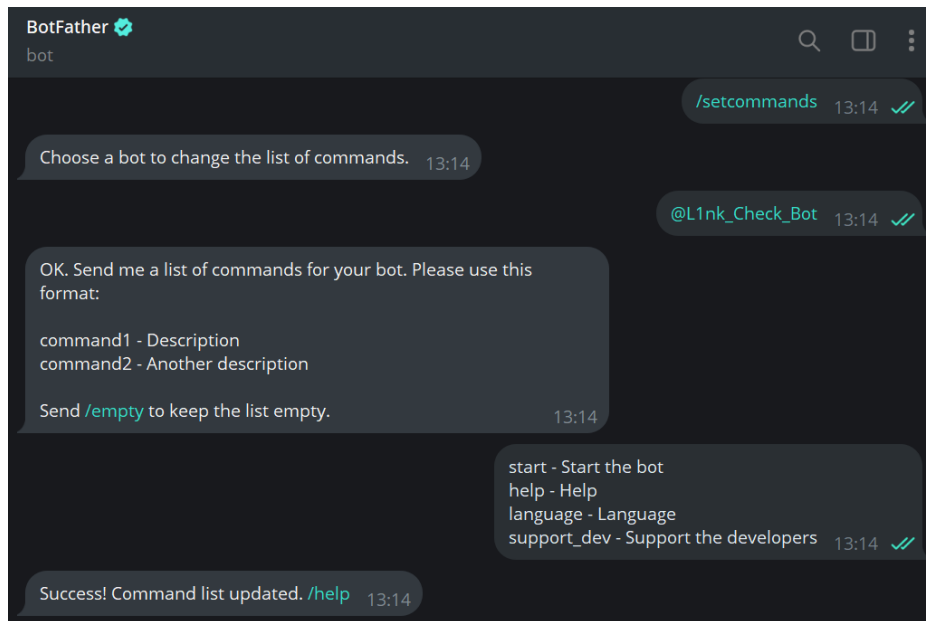 BotFather
bot
/setcommands 13:14
Choose a bot to change the list of commands. 13:14
@L1nk_Check_Bot 13:14
OK. Send me a list of commands for your bot. Please use this
format:
command1 - Description
command2 - Another description
Send /empty to keep the list empty. 13:14
start - Start the bot
help - Help
language - Language
support_dev - Support the developers 13:14
Success! Command list updated. /help 13:14